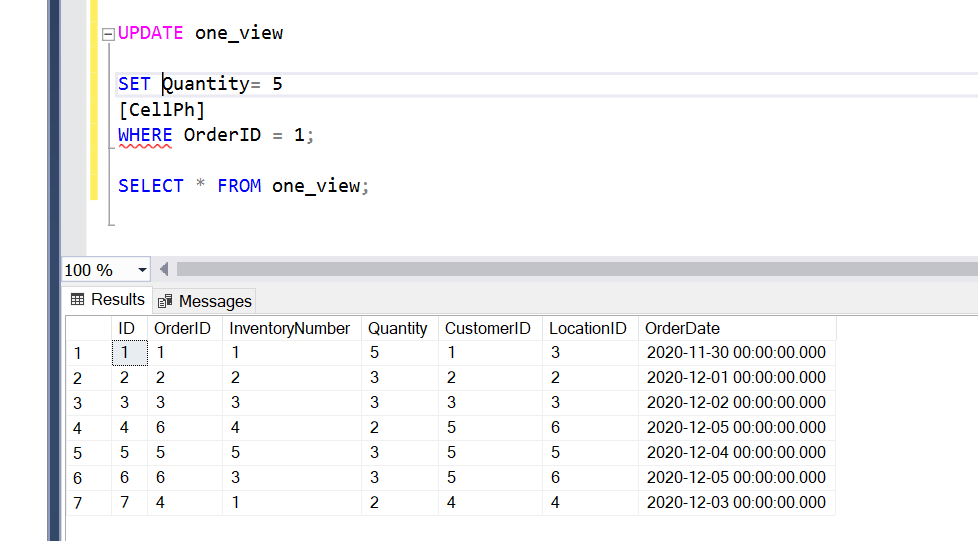 UPDATE one_view
SET Quantity= 5
[CellPh]
WHERE OrderID = 1;
SELECT * FROM one_view;
100 %
Results Messages
ID OrderID InventoryNumber Quantity CustomerID LocationID OrderDate
1 1 1 1 5 1 3 2020-11-30 00:00:00.000
2 2 2 2 3 2 2 2020-12-01 00:00:00.000
3 3 3 3 3 3 3 2020-12-02 00:00:00.000
4 4 6 4 2 5 6 2020-12-05 00:00:00.000
5 5 5 5 3 5 5 2020-12-04 00:00:00.000
6 6 6 3 3 5 6 2020-12-05 00:00:00.000
7 7 4 1 2 4 4 2020-12-03 00:00:00.000